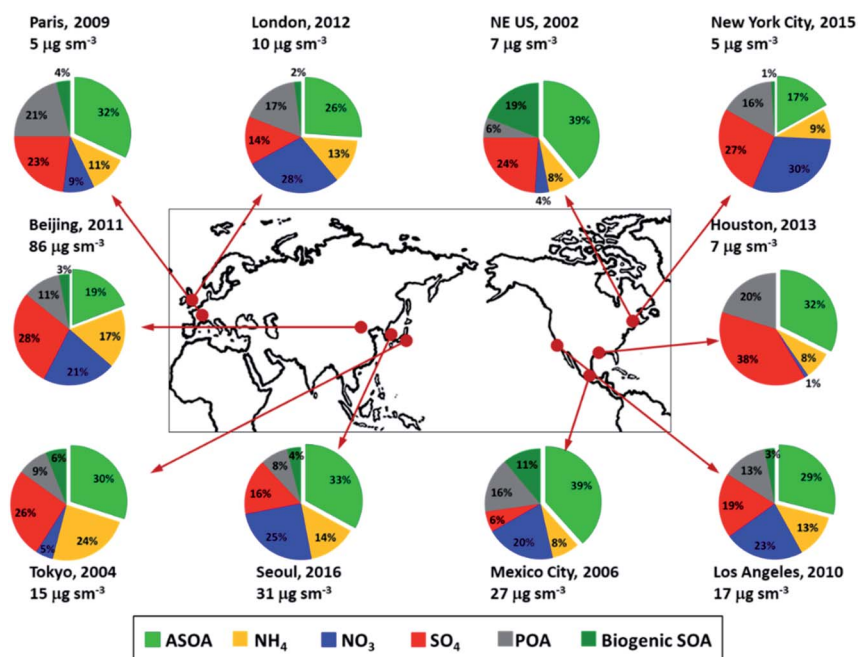 Paris, 2009
5 µg sm-3
4%
32%
11%
9%
23%
21%
London, 2012
10 µg sm-3
2%
26%
13%
28%
14%
17%
NE US, 2002
7 µg sm-3
19%
39%
8%
4%
24%
6%
New York City, 2015
5 µg sm-3
1%
17%
9%
30%
27%
16%
Beijing, 2011
86 µg sm-3
3%
19%
17%
21%
28%
11%
Houston, 2013
7 µg sm-3
20%
32%
8%
1%
38%
6%
30%
24%
5%
26%
9%
Tokyo, 2004
15 µg sm-3
4%
33%
14%
25%
16%
8%
Seoul, 2016
31 µg sm-3
11%
39%
8%
20%
6%
16%
Mexico City, 2006
27 µg sm-3
3%
29%
13%
23%
19%
13%
Los Angeles, 2010
17 µg sm-3
ASOA NH4 NO3 SO4 POA Biogenic SOA